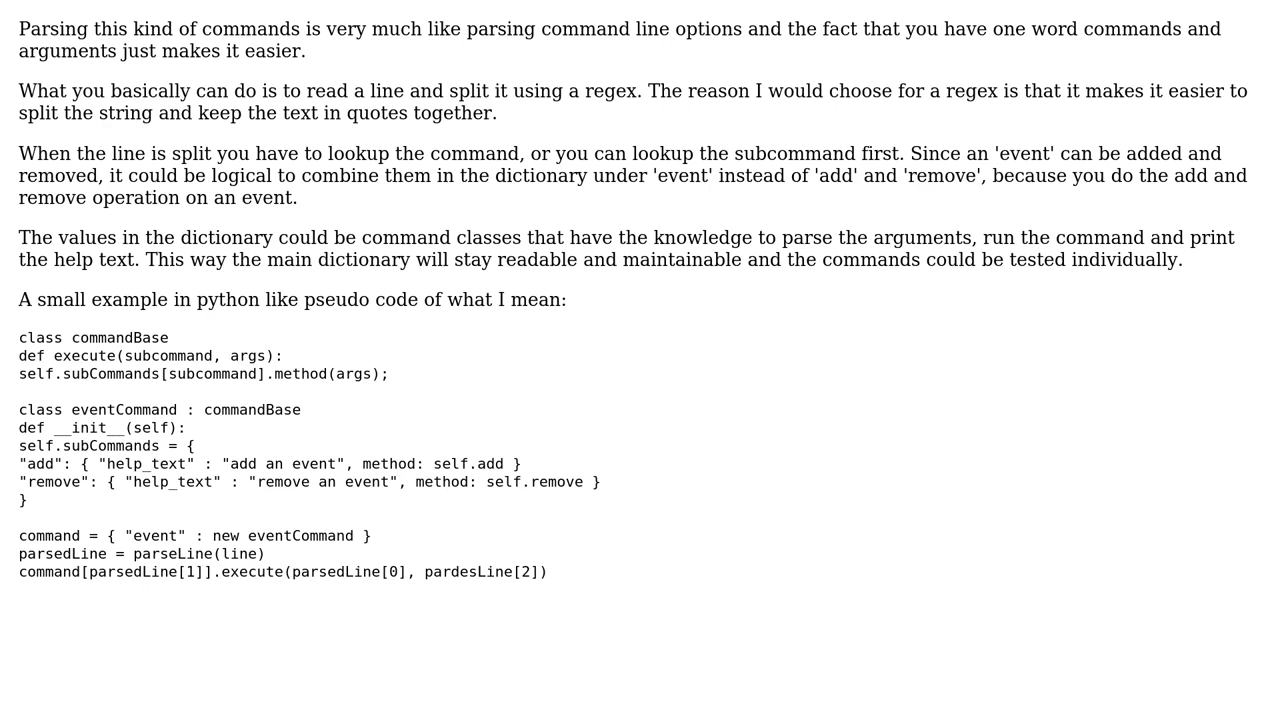 Parsing this kind of commands is very much like parsing command line options and the fact that you have one word commands and
arguments just makes it easier.
What you basically can do is to read a line and split it using a regex. The reason I would choose for a regex is that it makes it easier to
split the string and keep the text in quotes together.
When the line is split you have to lookup the command, or you can lookup the subcommand first. Since an 'event' can be added and
removed, it could be logical to combine them in the dictionary under 'event' instead of 'add' and 'remove', because you do the add and
remove operation on an event.
The values in the dictionary could be command classes that have the knowledge to parse the arguments, run the command and print
the help text. This way the main dictionary will stay readable and maintainable and the commands could be tested individually.
A small example in python like pseudo code of what I mean:
class commandBase
def execute(subcommand, args):
self.subCommands[subcommand].method(args);
class eventCommand : commandBase
def __init__(self):
self.subCommands = {
"add": { "help_text" : "add an event", method: self.add }
"remove": { "help_text" : "remove an event", method: self.remove }
}
command = { "event" : new eventCommand }
parsedLine = parseLine(line)
command[parsedLine[1]].execute(parsedLine[0], pardesLine[2])